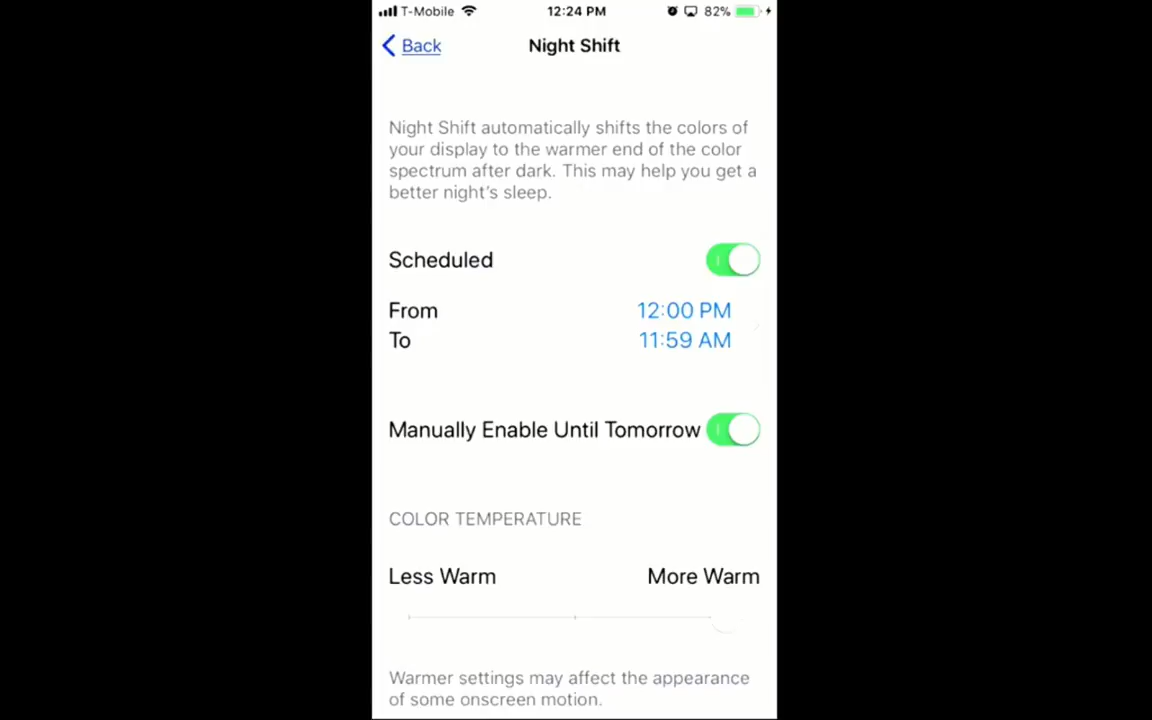 T-Mobile 12:24 PM 82%
Back Night Shift
Night Shift automatically shifts the colors of
your display to the warmer end of the color
spectrum after dark. This may help you get a
better night's sleep.
Scheduled
From 12:00 PM
To 11:59 AM
Manually Enable Until Tomorrow
COLOR TEMPERATURE
Less Warm More Warm
Warmer settings may affect the appearance
of some onscreen motion.